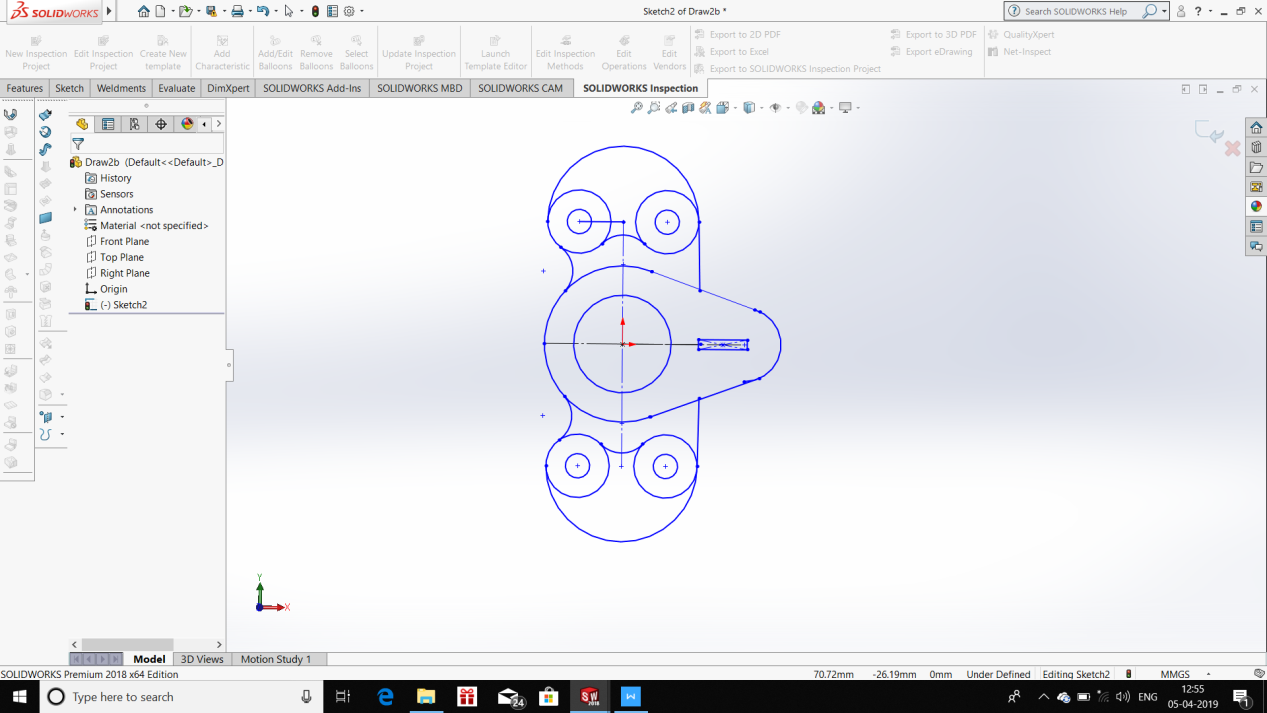 SOLIDWORKS
Sketch2 of Draw2b *
Search SOLIDWORKS Help
?
New Inspection Project
Edit Inspection Project
Create New template
Add Characteristic
Add/Edit Balloons
Remove Balloons
Select Balloons
Update Inspection Project
Launch Template Editor
Edit Inspection Methods
Edit Operations
Edit Vendors
Export to 2D PDF
Export to Excel
Export to SOLIDWORKS Inspection Project
Export to 3D PDF
Export eDrawing
QualityXpert
Net-Inspect
Features Sketch Weldments Evaluate DimXpert SOLIDWORKS Add-Ins SOLIDWORKS MBD SOLIDWORKS CAM SOLIDWORKS Inspection
Draw2b (Default<<Default>_D
History
Sensors
Annotations
Material <not specified>
Front Plane
Top Plane
Right Plane
Origin
(-) Sketch2
Y
X
Model 3D Views Motion Study 1
SOLIDWORKS Premium 2018 x64 Edition
70.72mm -26.19mm 0mm Under Defined Editing Sketch2 MMGS
Type here to search
24
SW
2018
W
ENG
12:55
05-04-2019
1